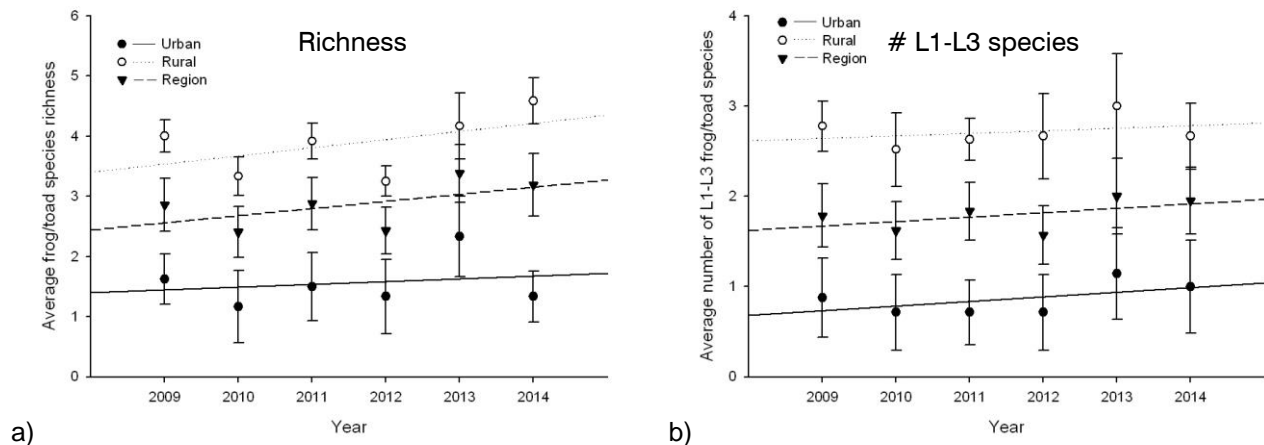 Richness
Urban
Rural
Region
Average frog/toad species richness
6
5
4
3
2
1
0
2009 2010 2011 2012 2013 2014
Year
a)
# L1-L3 species
Urban
Rural
Region
Average number of L1-L3 frog/toad species
4
3
2
1
0
2009 2010 2011 2012 2013 2014
Year
b)